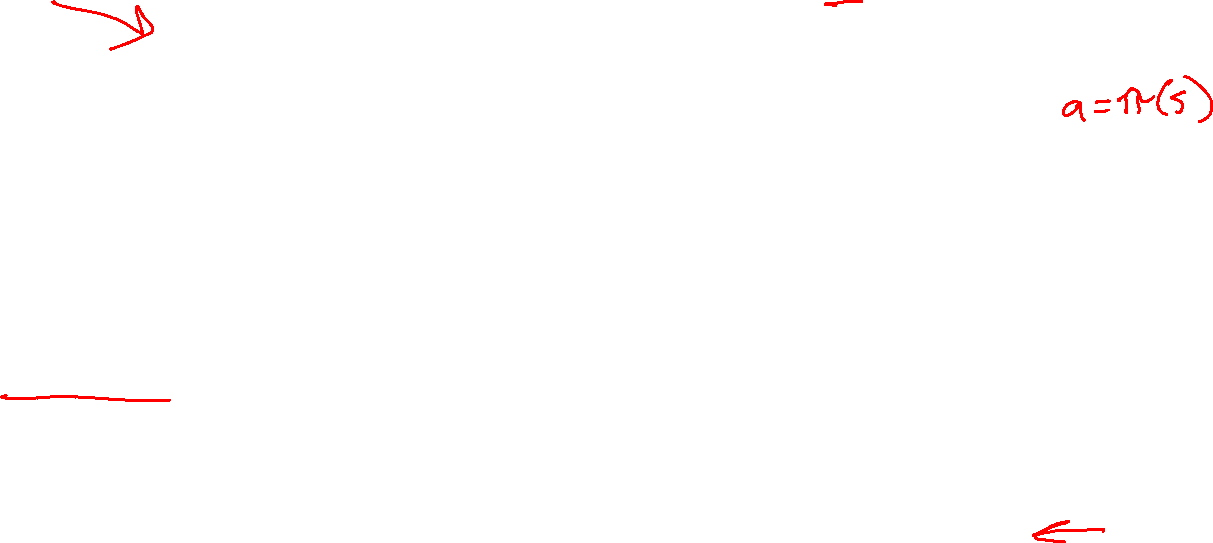 a = π(s)